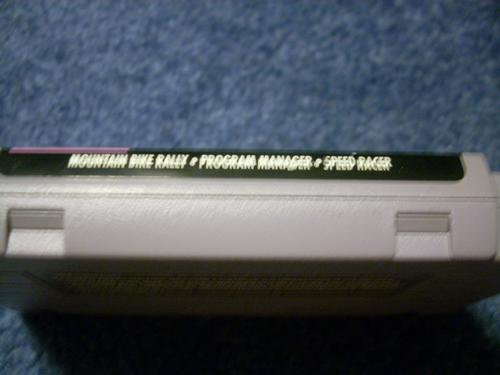 MOUNTAIN BIKE RALLY • PROGRAM MANAGER • SPEED RACER